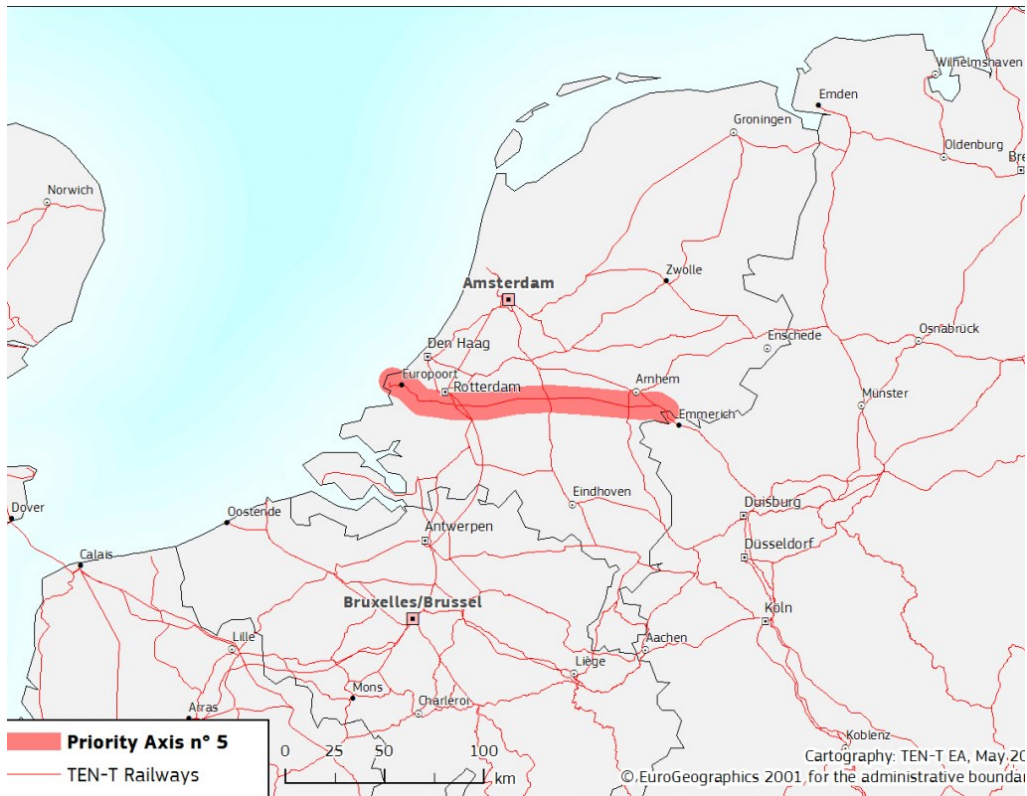 Wilhelmshaven
Emden
Groningen
Oldenburg
Bre
Norwich
Zwolle
Amsterdam
Osnabrück
Enschede
Den Haag
Europoort
Rotterdam
Arnhem
Münster
Emmerich
Eindhoven
Duisburg
Dover
Oostende
Antwerpen
Düsseldorf
Calais
Bruxelles/Brussel
Köln
Lille
Aachen
Liège
Mons
Charleroi
Arras
Koblenz
Priority Axis n° 5
TEN-T Railways
0 25 50 100
km
Cartography: TEN-T EA, May 20
© EuroGeographics 2001 for the administrative boundar